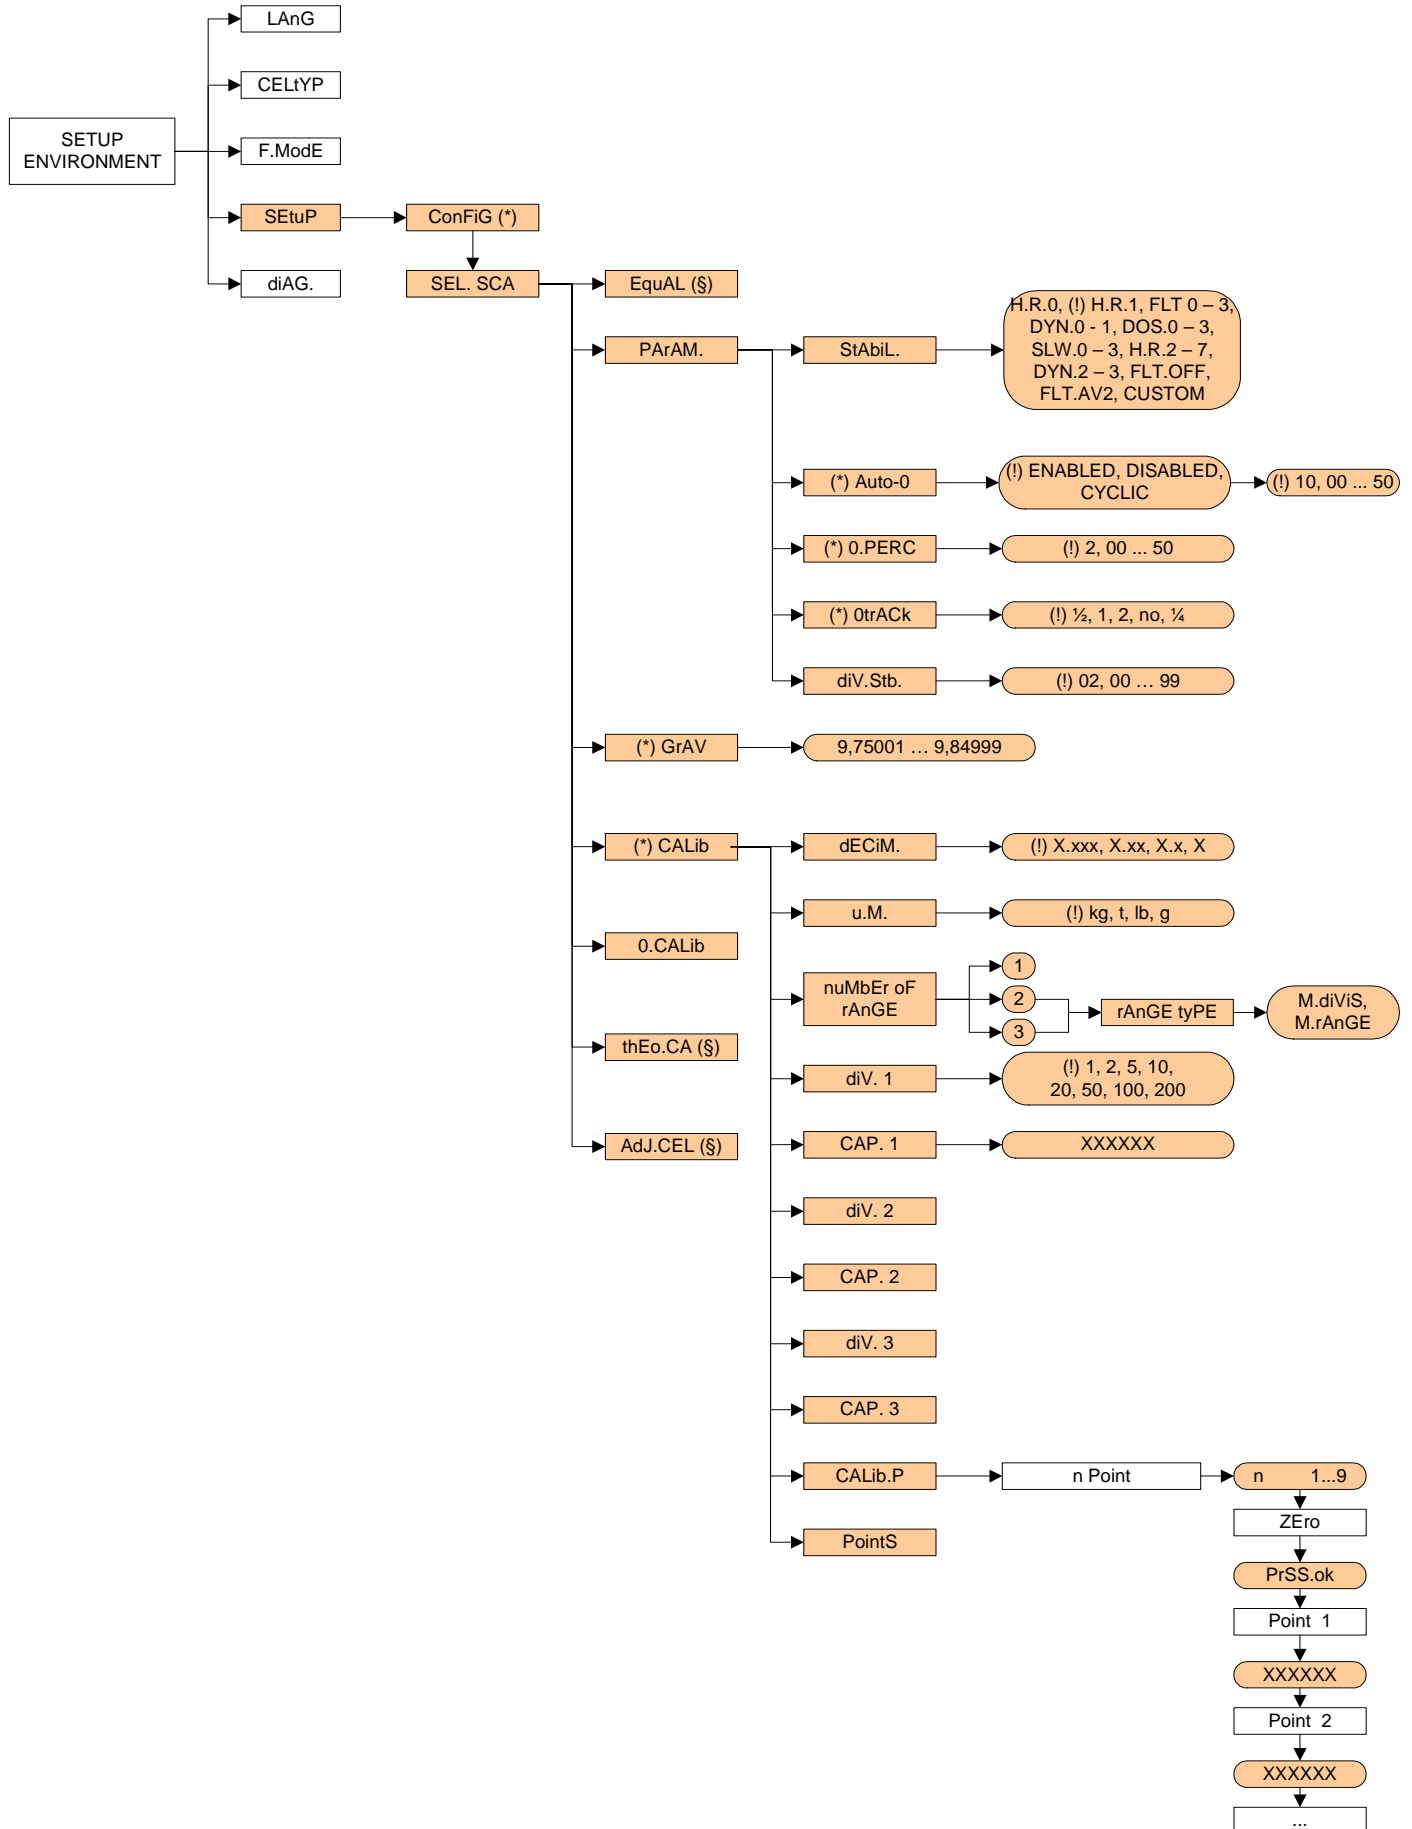 LAnG
CELtYP
SETUP
ENVIRONMENT
F.ModE
SEtuP
ConFiG (*)
diAG.
SEL. SCA
EquAL (§)
PArAM.
StAbiL.
H.R.0, (!) H.R.1, FLT 0 – 3,
DYN.0 - 1, DOS.0 – 3,
SLW.0 – 3, H.R.2 – 7,
DYN.2 – 3, FLT.OFF,
FLT.AV2, CUSTOM
(*) Auto-0
(!) ENABLED, DISABLED,
CYCLIC
(!) 10, 00 ... 50
(*) 0.PERC
(!) 2, 00 ... 50
(*) 0trACk
(!) ½, 1, 2, no, ¼
diV.Stb.
(!) 02, 00 … 99
(*) GrAV
9,75001 … 9,84999
(*) CALib
dECiM.
(!) X.xxx, X.xx, X.x, X
u.M.
(!) kg, t, lb, g
0.CALib
nuMbEr oF
rAnGE
1
2
3
rAnGE tyPE
M.diViS,
M.rAnGE
thEo.CA (§)
diV. 1
(!) 1, 2, 5, 10,
20, 50, 100, 200
AdJ.CEL (§)
CAP. 1
XXXXXX
diV. 2
CAP. 2
diV. 3
CAP. 3
CALib.P
n Point
n 1...9
ZEro
PointS
PrSS.ok
Point 1
XXXXXX
Point 2
XXXXXX
...